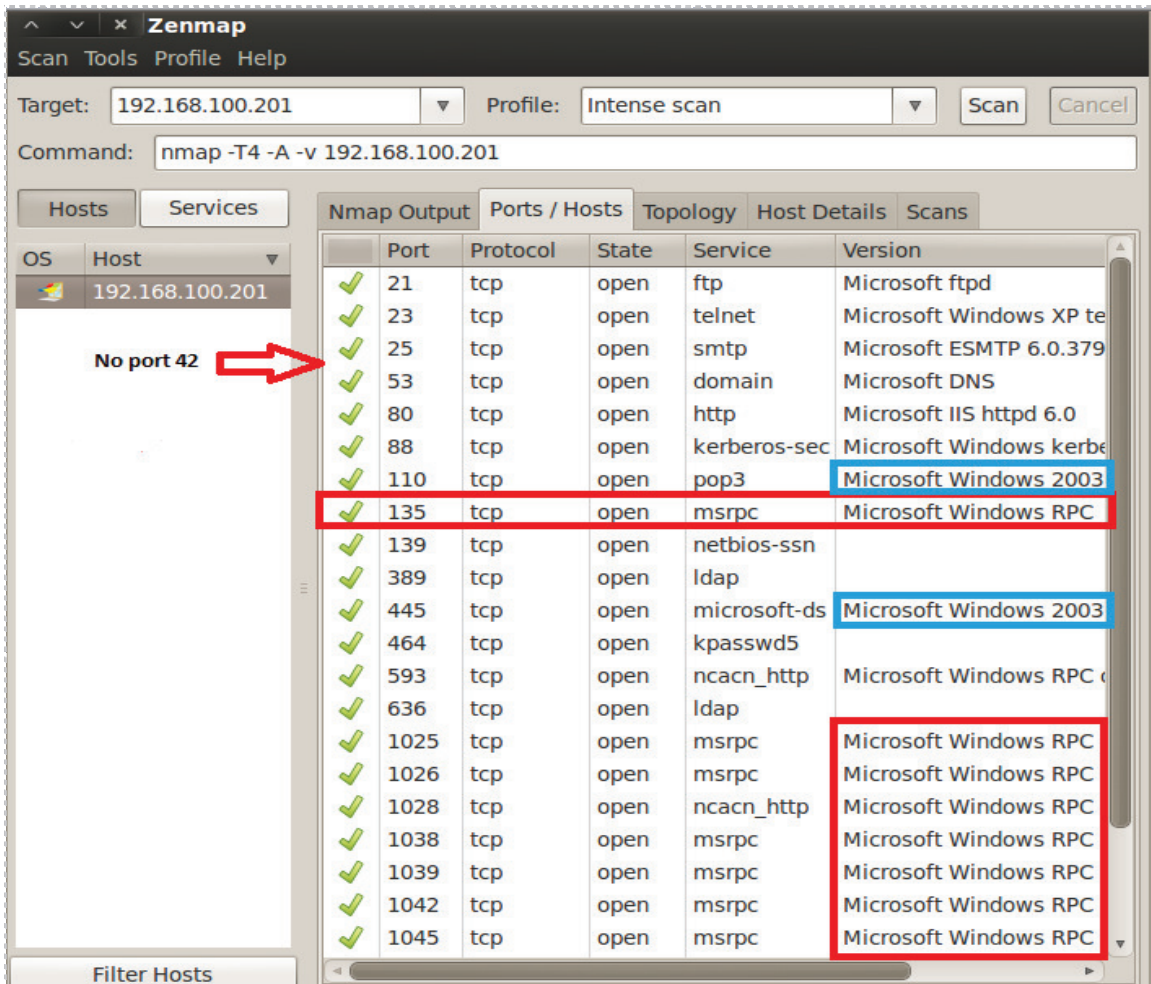 Zenmap
Scan Tools Profile Help
Target: 192.168.100.201 Profile: Intense scan Scan Cancel
Command: nmap -T4 -A -v 192.168.100.201
Hosts Services Nmap Output Ports / Hosts Topology Host Details Scans
OS Host Port Protocol State Service Version
192.168.100.201
No port 42
21 tcp open ftp Microsoft ftpd
23 tcp open telnet Microsoft Windows XP te
25 tcp open smtp Microsoft ESMTP 6.0.379
53 tcp open domain Microsoft DNS
80 tcp open http Microsoft IIS httpd 6.0
88 tcp open kerberos-sec Microsoft Windows kerbe
110 tcp open pop3 Microsoft Windows 2003
135 tcp open msrpc Microsoft Windows RPC
139 tcp open netbios-ssn
389 tcp open ldap
445 tcp open microsoft-ds Microsoft Windows 2003
464 tcp open kpasswd5
593 tcp open ncacn_http Microsoft Windows RPC
636 tcp open ldap
1025 tcp open msrpc Microsoft Windows RPC
1026 tcp open msrpc Microsoft Windows RPC
1028 tcp open ncacn_http Microsoft Windows RPC
1038 tcp open msrpc Microsoft Windows RPC
1039 tcp open msrpc Microsoft Windows RPC
1042 tcp open msrpc Microsoft Windows RPC
1045 tcp open msrpc Microsoft Windows RPC
Filter Hosts